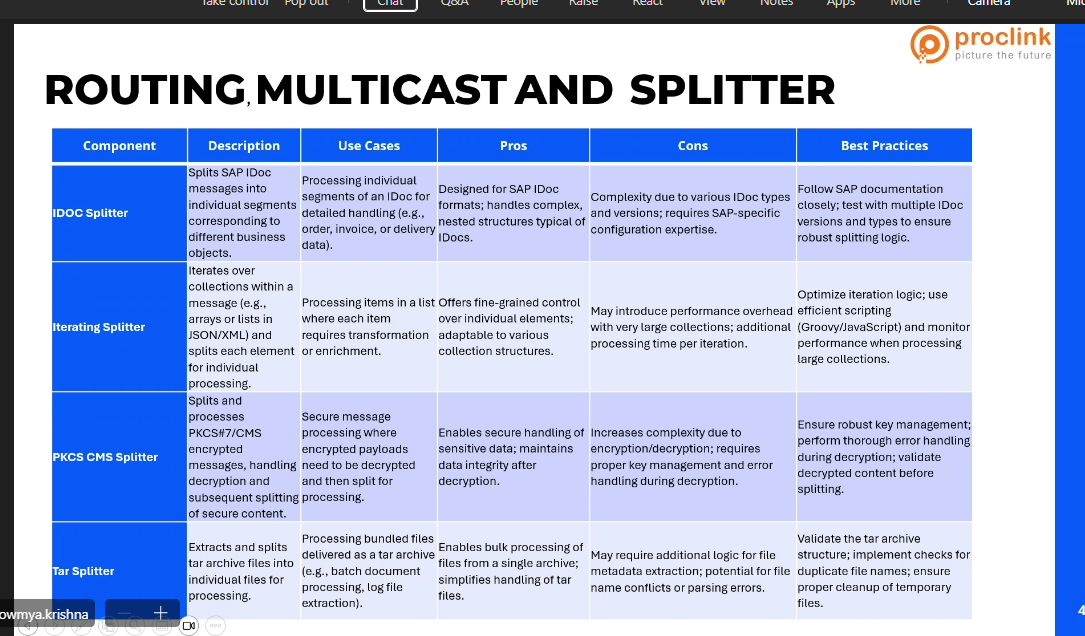 Take control Pop out Chat Q&A People Raise React View Notes Apps More Camera
proclink
picture the future
ROUTING, MULTICAST AND SPLITTER
Component Description Use Cases Pros Cons Best Practices
IDOC Splitter
Splits SAP IDoc
messages into
individual segments
corresponding to
different business
objects.
Processing individual
segments of an IDoc for
detailed handling (e.g.,
order, invoice, or delivery
data).
Designed for SAP IDoc
formats; handles complex,
nested structures typical of
IDocs.
Complexity due to various IDoc types
and versions; requires SAP-specific
configuration expertise.
Follow SAP documentation
closely; test with multiple IDoc
versions and types to ensure
robust splitting logic.
Iterating Splitter
Iterates over
collections within a
message (e.g.,
arrays or lists in
JSON/XML) and
splits each element
for individual
processing.
Processing items in a list
where each item
requires transformation
or enrichment.
Offers fine-grained control
over individual elements;
adaptable to various
collection structures.
May introduce performance overhead
with very large collections; additional
processing time per iteration.
Optimize iteration logic; use
efficient scripting
(Groovy/JavaScript) and monitor
performance when processing
large collections.
PKCS CMS Splitter
Splits and
processes
PKCS#7/CMS
encrypted
messages, handling
decryption and
subsequent splitting
of secure content.
Secure message
processing where
encrypted payloads
need to be decrypted
and then split for
processing.
Enables secure handling of
sensitive data; maintains
data integrity after
decryption.
Increases complexity due to
encryption/decryption; requires
proper key management and error
handling during decryption.
Ensure robust key management;
perform thorough error handling
during decryption; validate
decrypted content before
splitting.
Tar Splitter
Extracts and splits
tar archive files into
individual files for
processing.
Processing bundled files
delivered as a tar archive
(e.g., batch document
processing, log file
extraction).
Enables bulk processing of
files from a single archive;
simplifies handling of tar
files.
May require additional logic for file
metadata extraction; potential for file
name conflicts or parsing errors.
Validate the tar archive
structure; implement checks for
duplicate file names; ensure
proper cleanup of temporary
files.
owmya.krishna
4